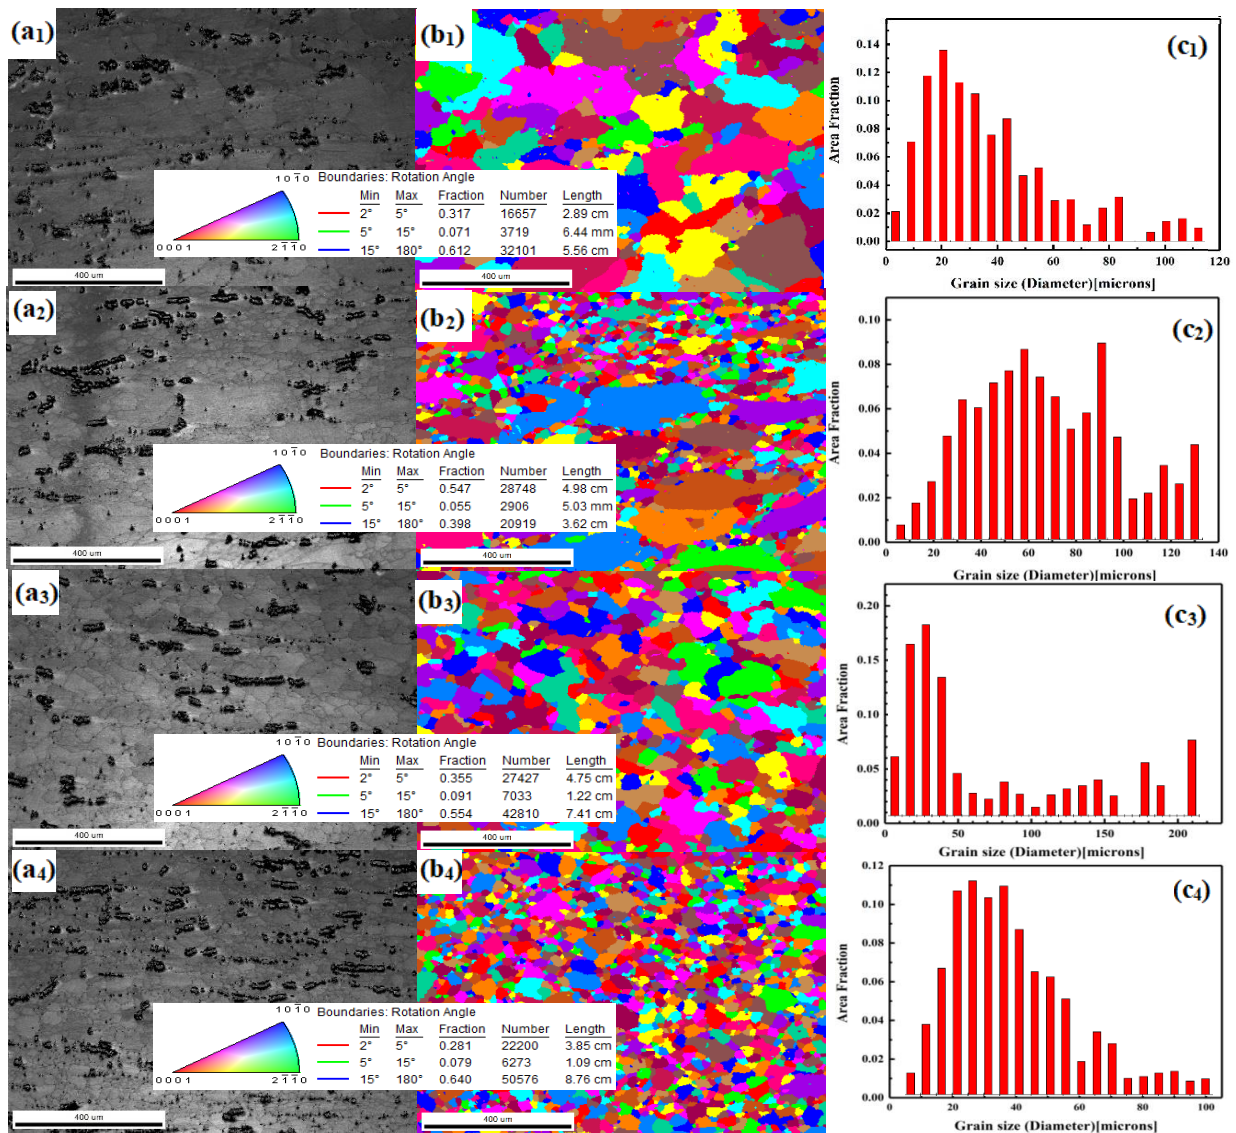 (a1)
(b1)
(c1)
0.14
0.12
0.10
0.08
0.06
0.04
0.02
0.00
Area Fraction
0 20 40 60 80 100 120
Grain size (Diameter)[microns]
10 1̅ 0
0 0 0 1
2 1̅ 1̅ 0
Boundaries: Rotation Angle
Min Max Fraction Number Length
2° 5° 0.317 16657 2.89 cm
5° 15° 0.071 3719 6.44 mm
15° 180° 0.612 32101 5.56 cm
400 um
400 um
(a2)
(b2)
(c2)
0.10
0.08
0.06
0.04
0.02
0.00
Area Fraction
0 20 40 60 80 100 120 140
Grain size (Diameter)[microns]
10 1̅ 0
0 0 0 1
2 1̅ 1̅ 0
Boundaries: Rotation Angle
Min Max Fraction Number Length
2° 5° 0.547 28748 4.98 cm
5° 15° 0.055 2906 5.03 mm
15° 180° 0.398 20919 3.62 cm
400 um
400 um
(a3)
(b3)
(c3)
0.20
0.15
0.10
0.05
0.00
Area Fraction
0 50 100 150 200
Grain size (Diameter)[microns]
10 1̅ 0
0 0 0 1
2 1̅ 1̅ 0
Boundaries: Rotation Angle
Min Max Fraction Number Length
2° 5° 0.355 27427 4.75 cm
5° 15° 0.091 7033 1.22 cm
15° 180° 0.554 42810 7.41 cm
400 um
400 um
(a4)
(b4)
(c4)
0.12
0.10
0.08
0.06
0.04
0.02
0.00
Area Fraction
0 20 40 60 80 100
Grain size (Diameter)[microns]
10 1̅ 0
0 0 0 1
2 1̅ 1̅ 0
Boundaries: Rotation Angle
Min Max Fraction Number Length
2° 5° 0.281 22200 3.85 cm
5° 15° 0.079 6273 1.09 cm
15° 180° 0.640 50576 8.76 cm
400 um
400 um